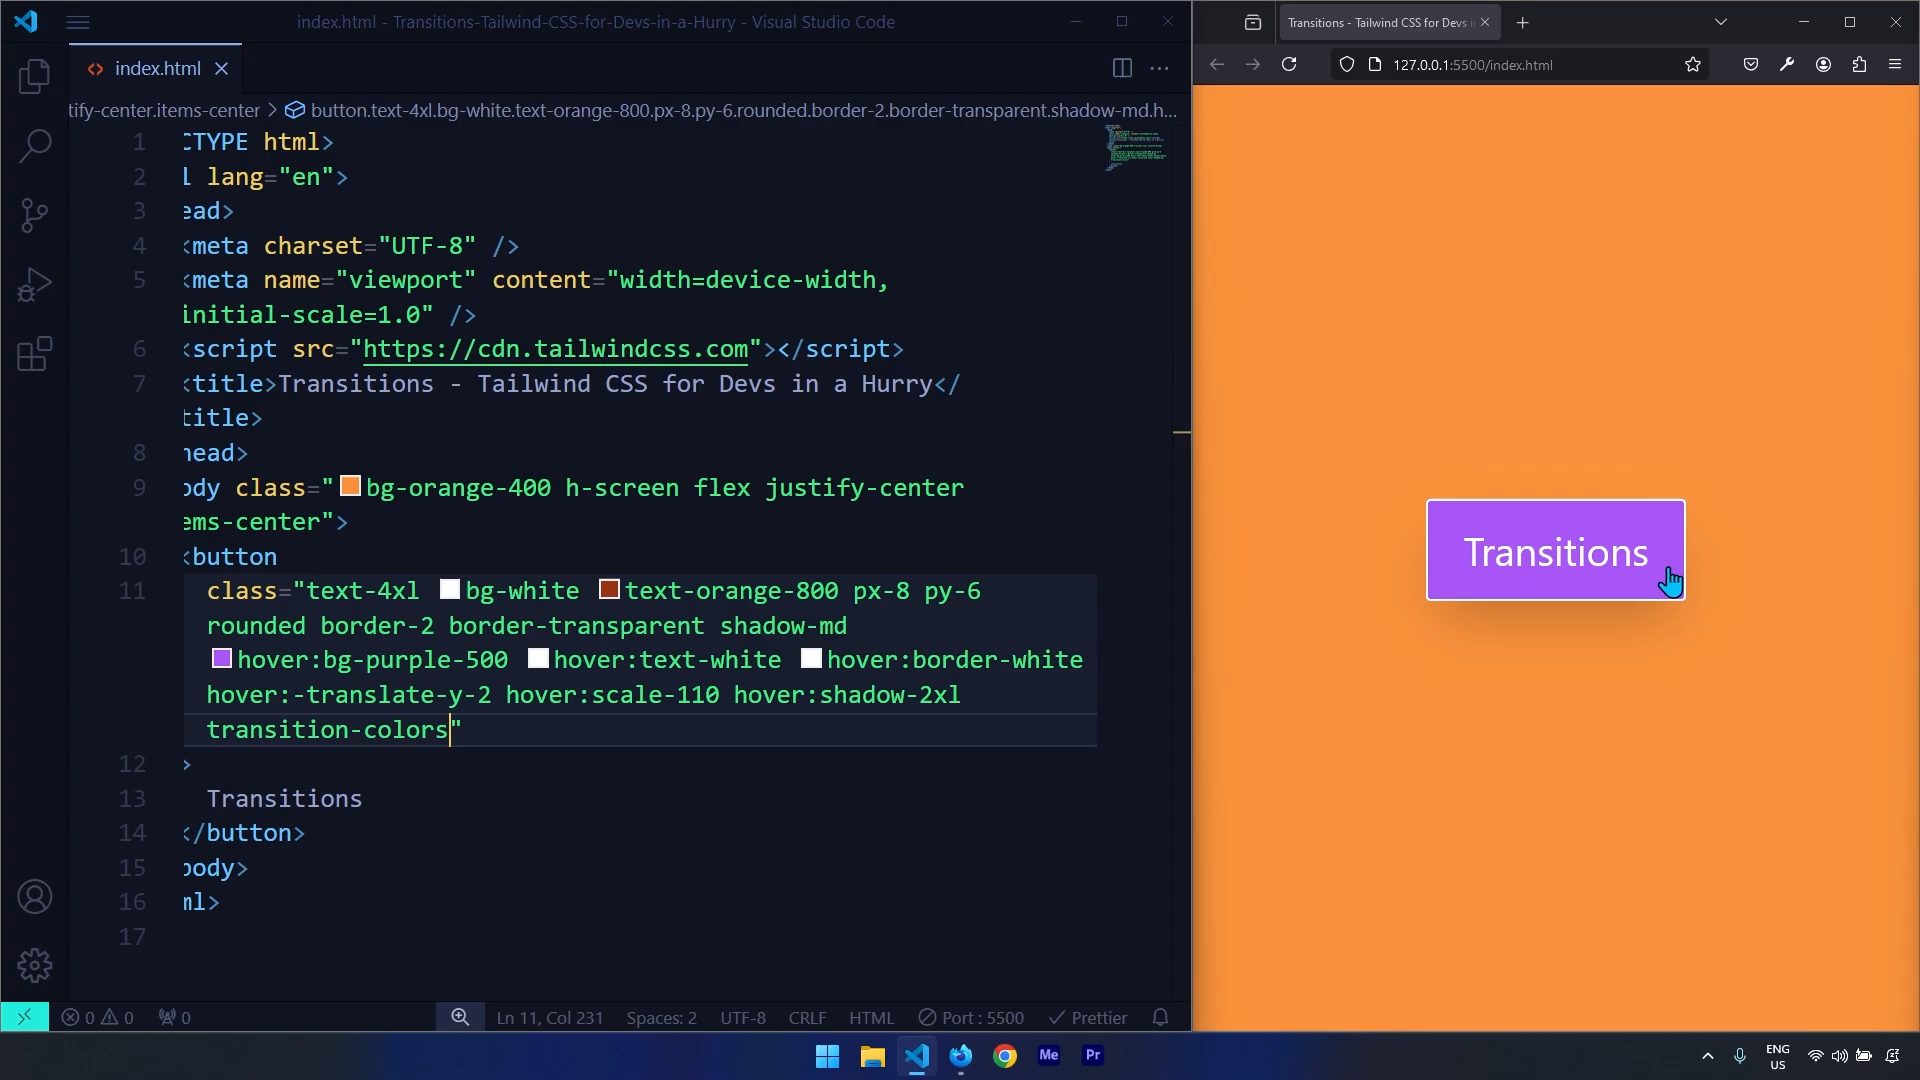 index.html - Transitions-Tailwind-CSS-for-Devs-in-a-Hurry - Visual Studio Code
<> index.html
tify-center.items-center > button.text-4xl.bg-white.text-orange-800.px-8.py-6.rounded.border-2.border-transparent.shadow-md.h...
1 CTYPE html>
2 l lang="en">
3 ead>
4 <meta charset="UTF-8" />
5 <meta name="viewport" content="width=device-width,
initial-scale=1.0" />
6 <script src="https://cdn.tailwindcss.com"></script>
7 <title>Transitions - Tailwind CSS for Devs in a Hurry</
title>
8 head>
9 ody class="bg-orange-400 h-screen flex justify-center
ems-center">
10 <button
11 class="text-4xl bg-white text-orange-800 px-8 py-6
rounded border-2 border-transparent shadow-md
hover:bg-purple-500 hover:text-white hover:border-white
hover:-translate-y-2 hover:scale-110 hover:shadow-2xl
transition-colors"
12 >
13 Transitions
14 </button>
15 body>
16 ml>
17
0 0 0
Ln 11, Col 231 Spaces: 2 UTF-8 CRLF HTML Port : 5500 Prettier
Transitions - Tailwind CSS for Devs i
127.0.0.1:5500/index.html
Transitions
Me Pr
ENG
US